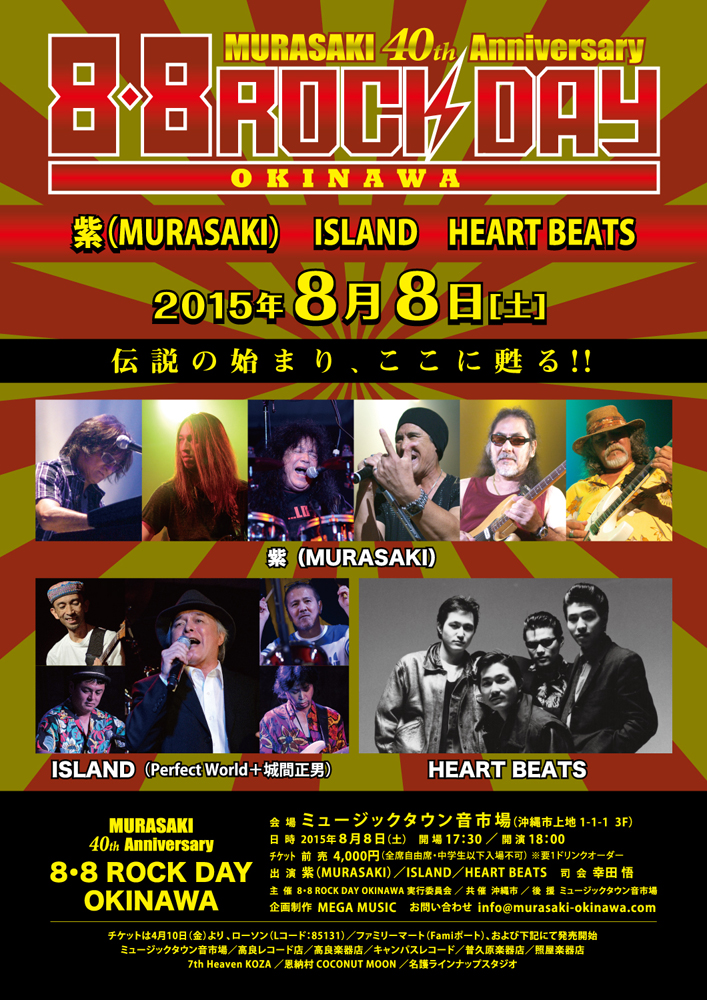 MURASAKI 40th Anniversary
8・8 ROCK DAY
OKINAWA
紫（MURASAKI） ISLAND HEART BEATS
2015年 8月8日[土]
伝説の始まり、ここに甦る!!
紫（MURASAKI）
ISLAND（Perfect World＋城間正男）
HEART BEATS
MURASAKI
40th Anniversary
8・8 ROCK DAY
OKINAWA
会場 ミュージックタウン音市場（沖縄市上地 1-1-1 3F）
日時 2015年8月8日（土） 開場 17:30 ／ 開演 18:00
チケット 前売 4,000円（全席自由席・中学生以下入場不可） ※要1ドリンクオーダー
出演 紫（MURASAKI）／ISLAND／HEART BEATS 司会 幸田 悟
主催 8・8 ROCK DAY OKINAWA 実行委員会 ／ 共催 沖縄市 ／ 後援 ミュージックタウン音市場
企画制作 MEGA MUSIC お問い合わせ info@murasaki-okinawa.com
チケットは4月10日（金）より、ローソン（Lコード：85131）／ファミリーマート（Famiポート）、および下記にて発売開始
ミュージックタウン音市場／高良レコード店／高良楽器店／キャンパスレコード／普久原楽器店／照屋楽器店
7th Heaven KOZA ／恩納村 COCONUT MOON ／名護ラインナップスタジオ